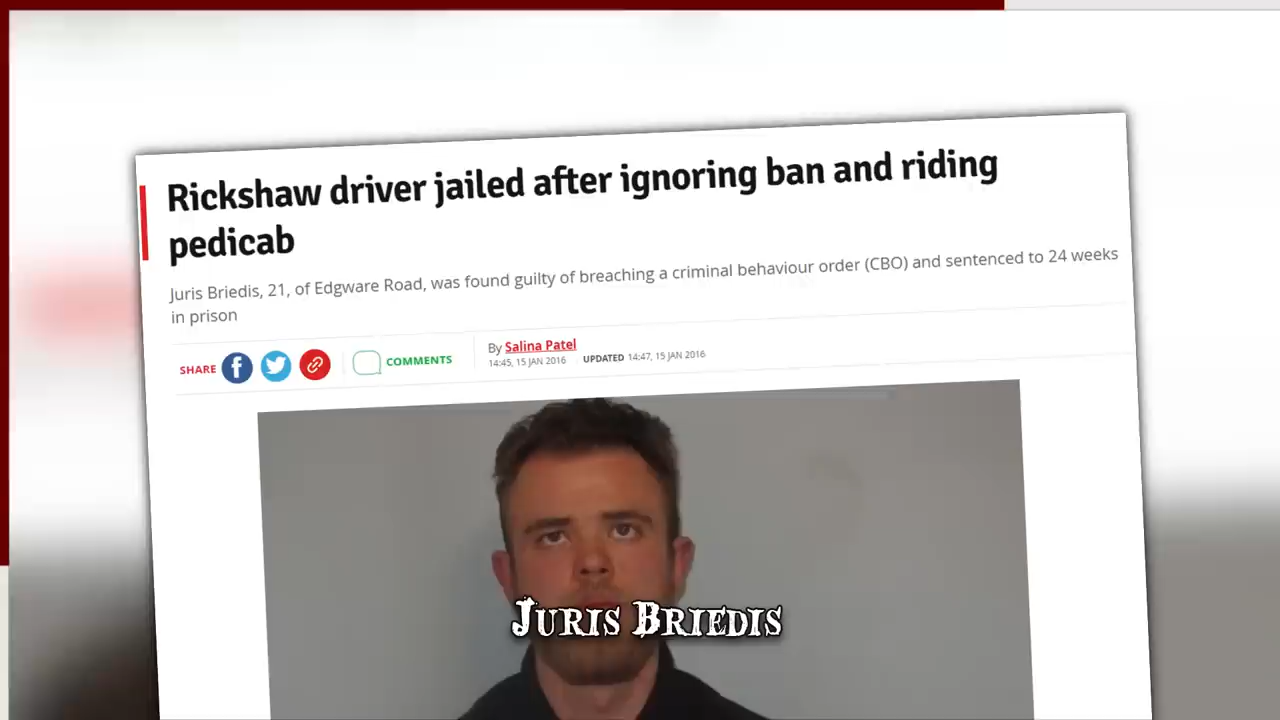 Rickshaw driver jailed after ignoring ban and riding
pedicab
Juris Briedis, 21, of Edgware Road, was found guilty of breaching a criminal behaviour order (CBO) and sentenced to 24 weeks
in prison
SHARE
COMMENTS
By Salina Patel
14:45, 15 JAN 2016 UPDATED 14:47, 15 JAN 2016
Juris Briedis